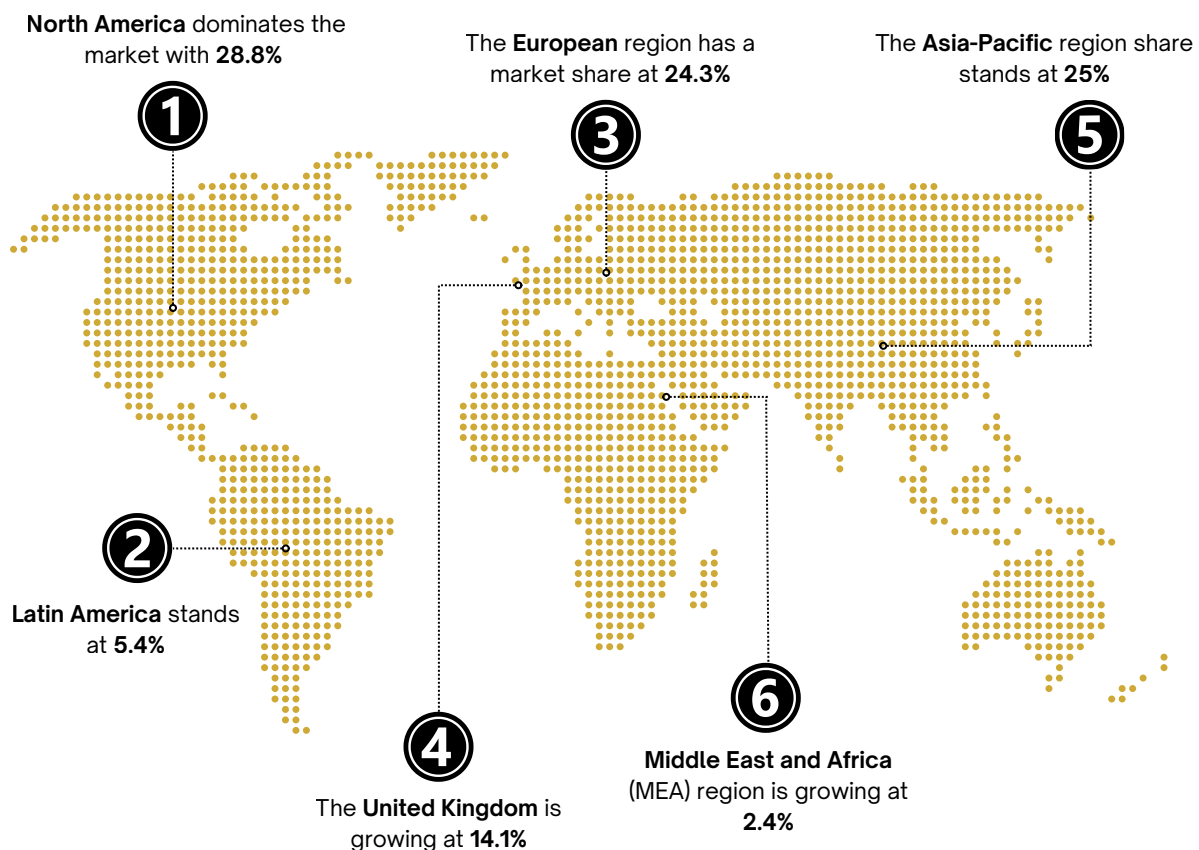 North America dominates the
market with 28.8%
1
The European region has a
market share at 24.3%
3
The Asia-Pacific region share
stands at 25%
5
2
Latin America stands
at 5.4%
4
The United Kingdom is
growing at 14.1%
6
Middle East and Africa
(MEA) region is growing at
2.4%